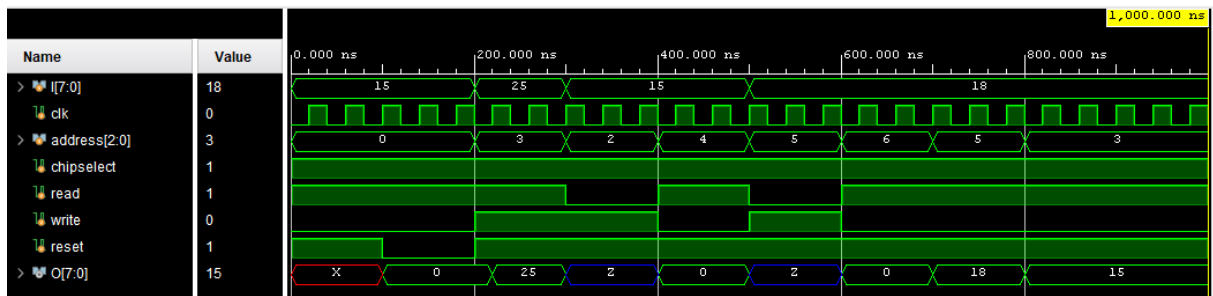 1,000.000 ns
Name Value 0.000 ns 200.000 ns 400.000 ns 600.000 ns 800.000 ns
I[7:0] 18 15 25 15 18
clk 0
address[2:0] 3 0 3 2 4 5 6 5 3
chipselect 1
read 1
write 0
reset 1
O[7:0] 15 X 0 25 Z 0 Z 0 18 15